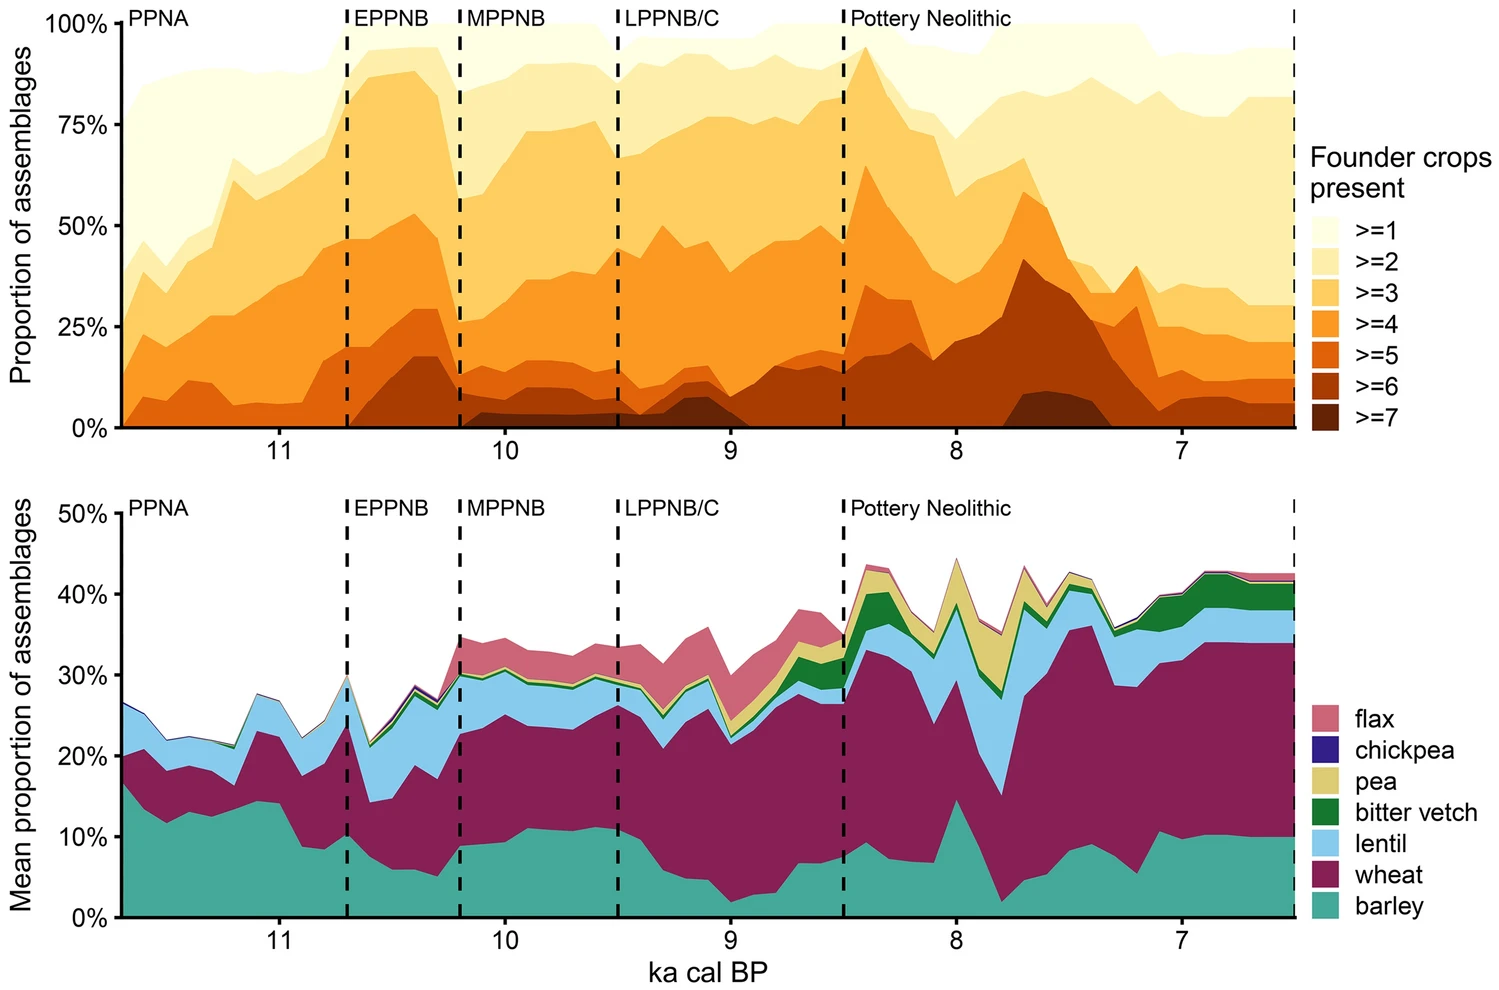 PPNA EPPNB MPPNB LPPNB/C Pottery Neolithic
100%
75%
50%
25%
0%
Proportion of assemblages
11 10 9 8 7
Founder crops
present
>=1
>=2
>=3
>=4
>=5
>=6
>=7
PPNA EPPNB MPPNB LPPNB/C Pottery Neolithic
50%
40%
30%
20%
10%
0%
Mean proportion of assemblages
11 10 9 8 7
ka cal BP
flax
chickpea
pea
bitter vetch
lentil
wheat
barley